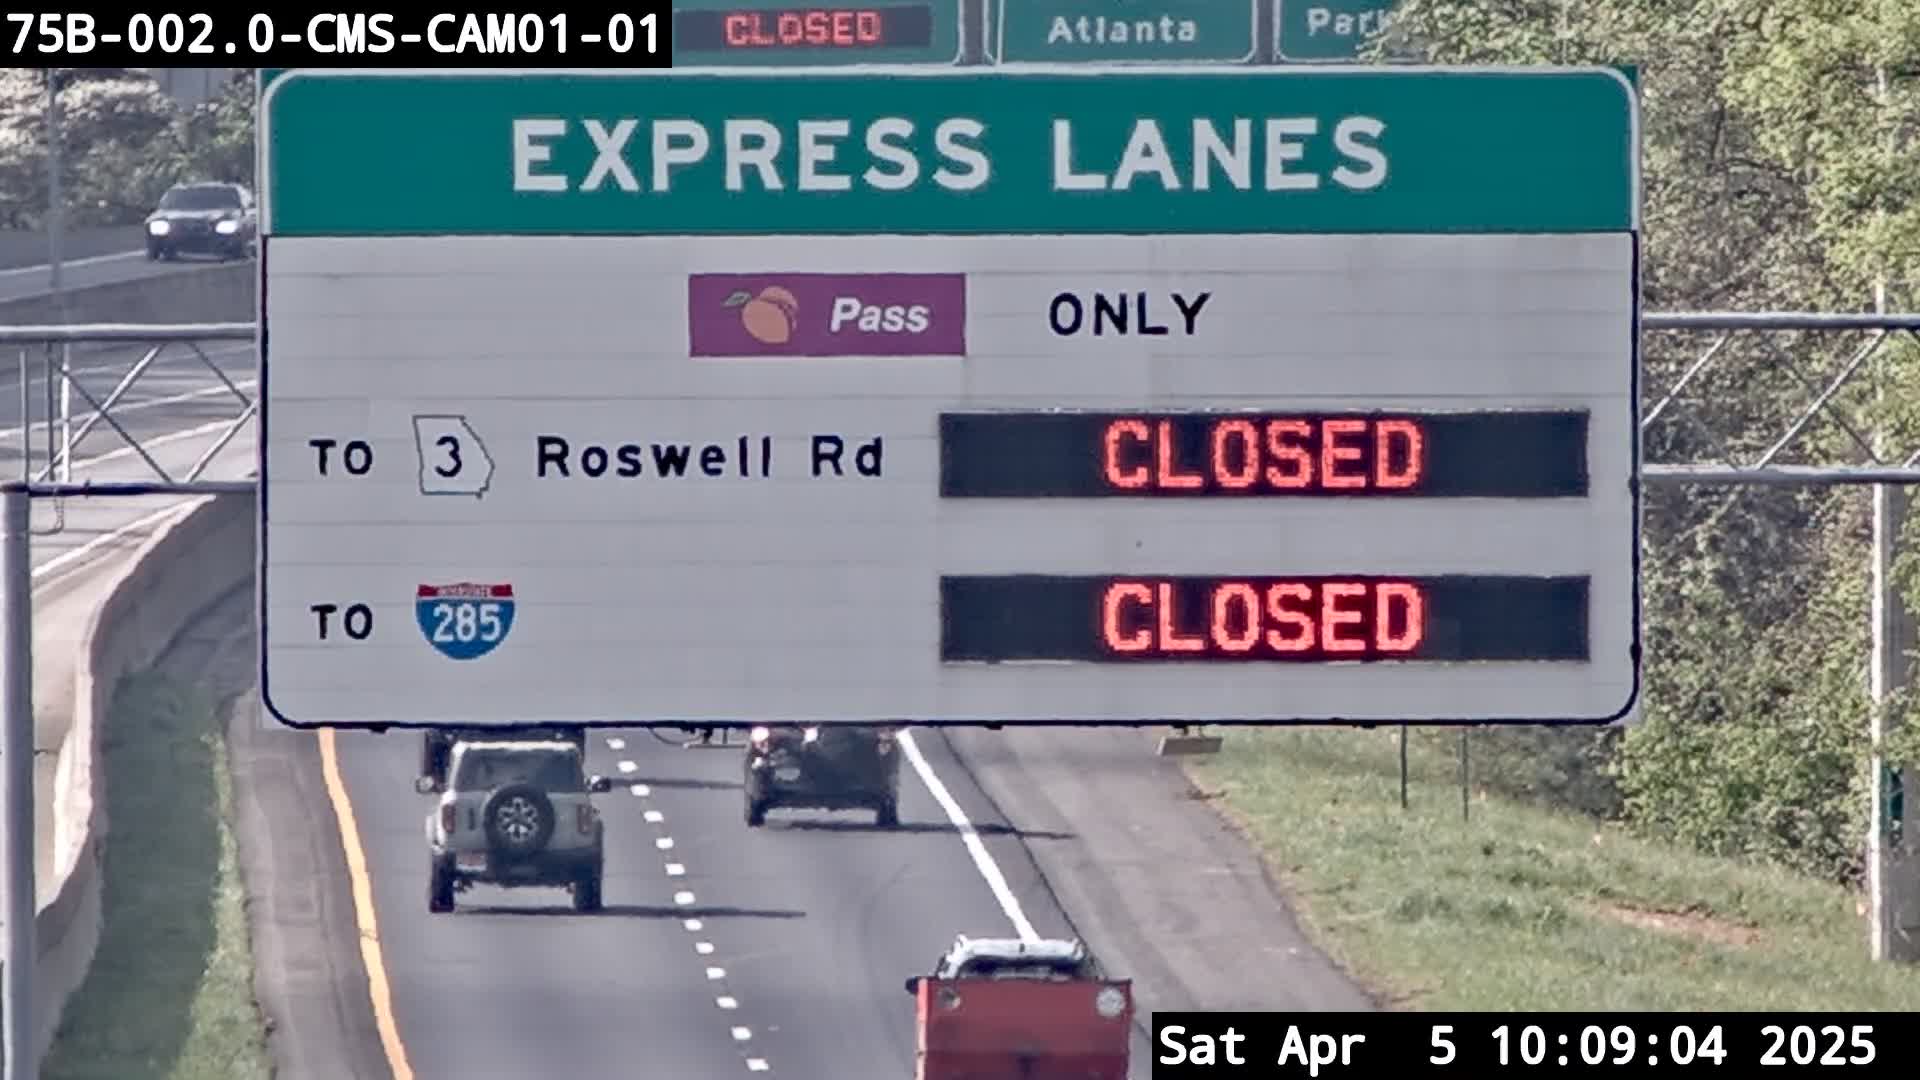 75B-002.0-CMS-CAM01-01
CLOSED
Atlanta
EXPRESS LANES
Pass ONLY
TO 3 Roswell Rd CLOSED
TO INTERSTATE 285 CLOSED
Sat Apr 5 10:09:04 2025